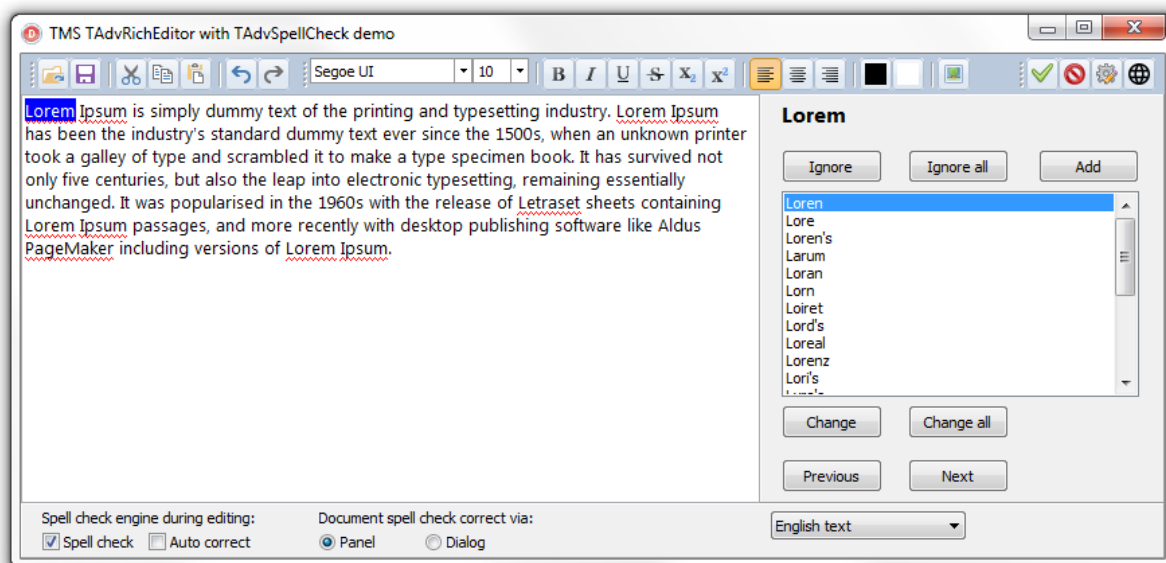 TMS TAdvRichEditor with TAdvSpellCheck demo
Segoe UI 10 B I U S X₂ X²
Lorem Ipsum is simply dummy text of the printing and typesetting industry. Lorem Ipsum
has been the industry's standard dummy text ever since the 1500s, when an unknown printer
took a galley of type and scrambled it to make a type specimen book. It has survived not
only five centuries, but also the leap into electronic typesetting, remaining essentially
unchanged. It was popularised in the 1960s with the release of Letraset sheets containing
Lorem Ipsum passages, and more recently with desktop publishing software like Aldus
PageMaker including versions of Lorem Ipsum.
Lorem
Ignore Ignore all Add
Loren
Lore
Loren's
Larum
Loran
Lorn
Loiret
Lord's
Loreal
Lorenz
Lori's
Change Change all
Previous Next
Spell check engine during editing: Document spell check correct via:
Spell check Auto correct Panel Dialog
English text